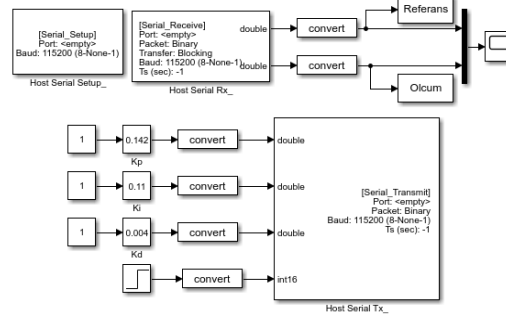 [Serial_Setup]
Port: <empty>
Baud: 115200 (8-None-1)
Host Serial Setup_
[Serial_Receive]
Packet: Binary
Port: <empty>
Transfer: Blocking
Baud: 115200 (8-None-1)
Ts (sec): -1
double
double
Host Serial Rx_
convert
convert
Referans
Olcum
1
0.142
Kp
convert
double
1
0.11
Ki
convert
double
1
0.004
Kd
convert
double
convert
int16
[Serial_Transmit]
Port: <empty>
Packet: Binary
Baud: 115200 (8-None-1)
Ts (sec): -1
Host Serial Tx_